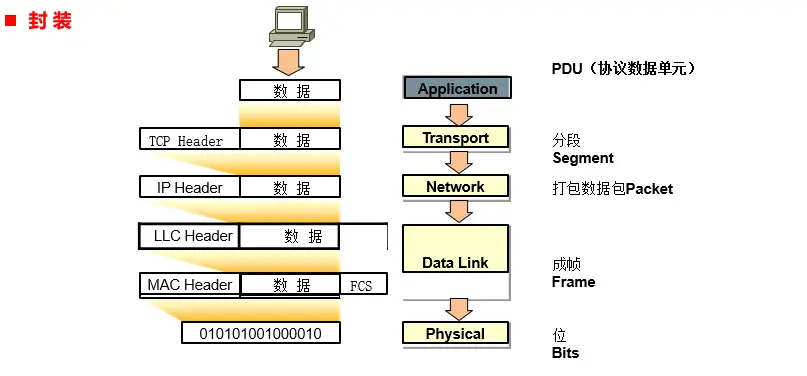 封装
PDU（协议数据单元）
数据
Application
TCP Header 数据
Transport
分段
Segment
IP Header 数据
Network
打包数据包Packet
LLC Header 数据
Data Link
成帧
Frame
MAC Header 数据 FCS
010101001000010
Physical
位
Bits